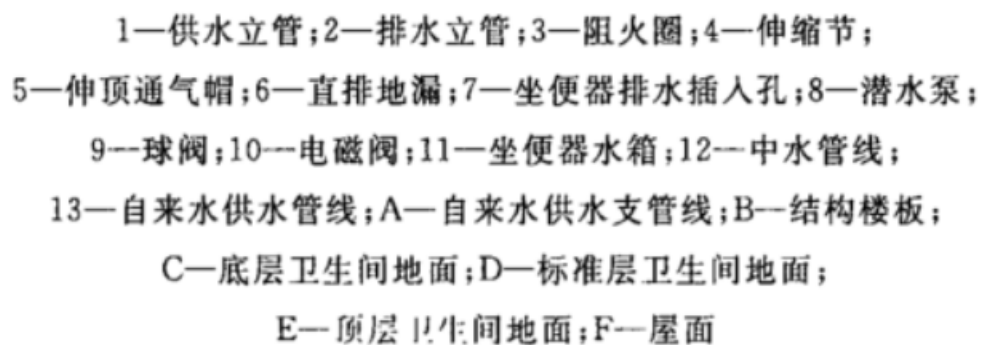 1—供水立管;2—排水立管;3—阻火圈;4—伸缩节;
5—伸顶通气帽;6—直排地漏;7—坐便器排水插入孔;8—潜水泵;
9—球阀;10—电磁阀;11—坐便器水箱;12—中水管线;
13—自来水供水管线;A—自来水供水支管线;B—结构楼板;
C—底层卫生间地面;D—标准层卫生间地面;
E—顶层卫生间地面;F—屋面